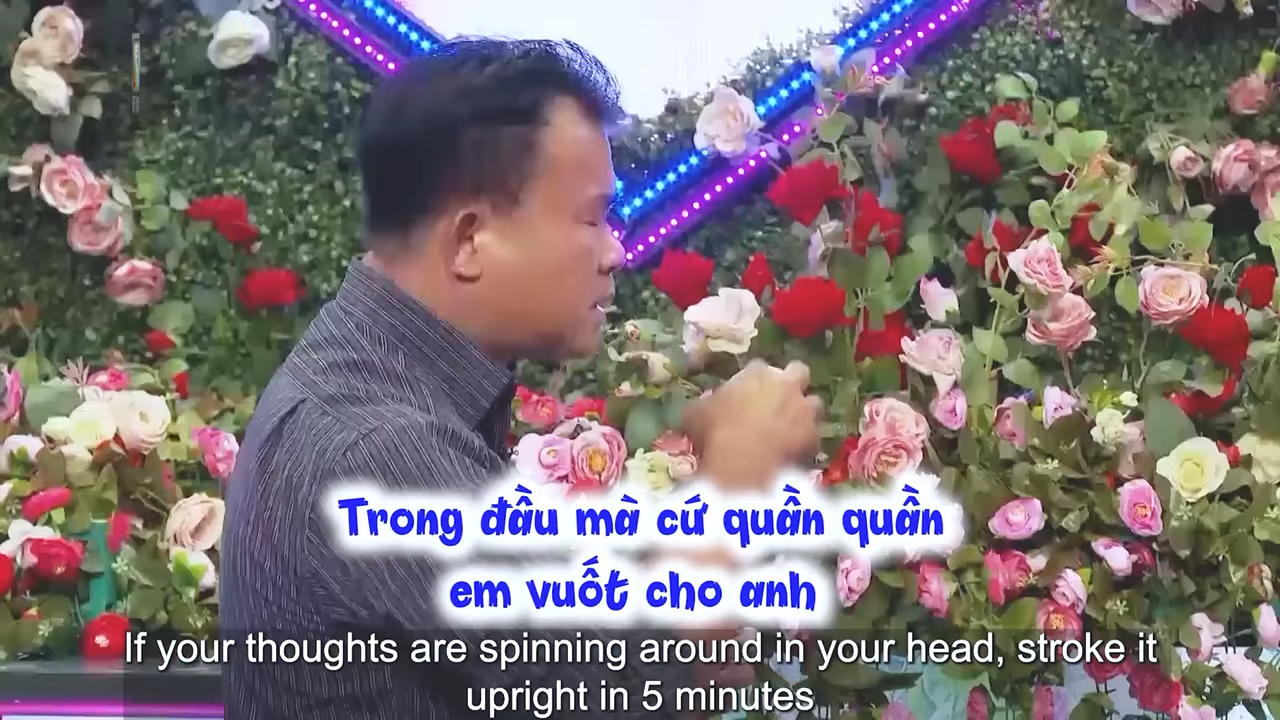 Trong đầu mà cứ quần quần
em vuốt cho anh
If your thoughts are spinning around in your head, stroke it
upright in 5 minutes